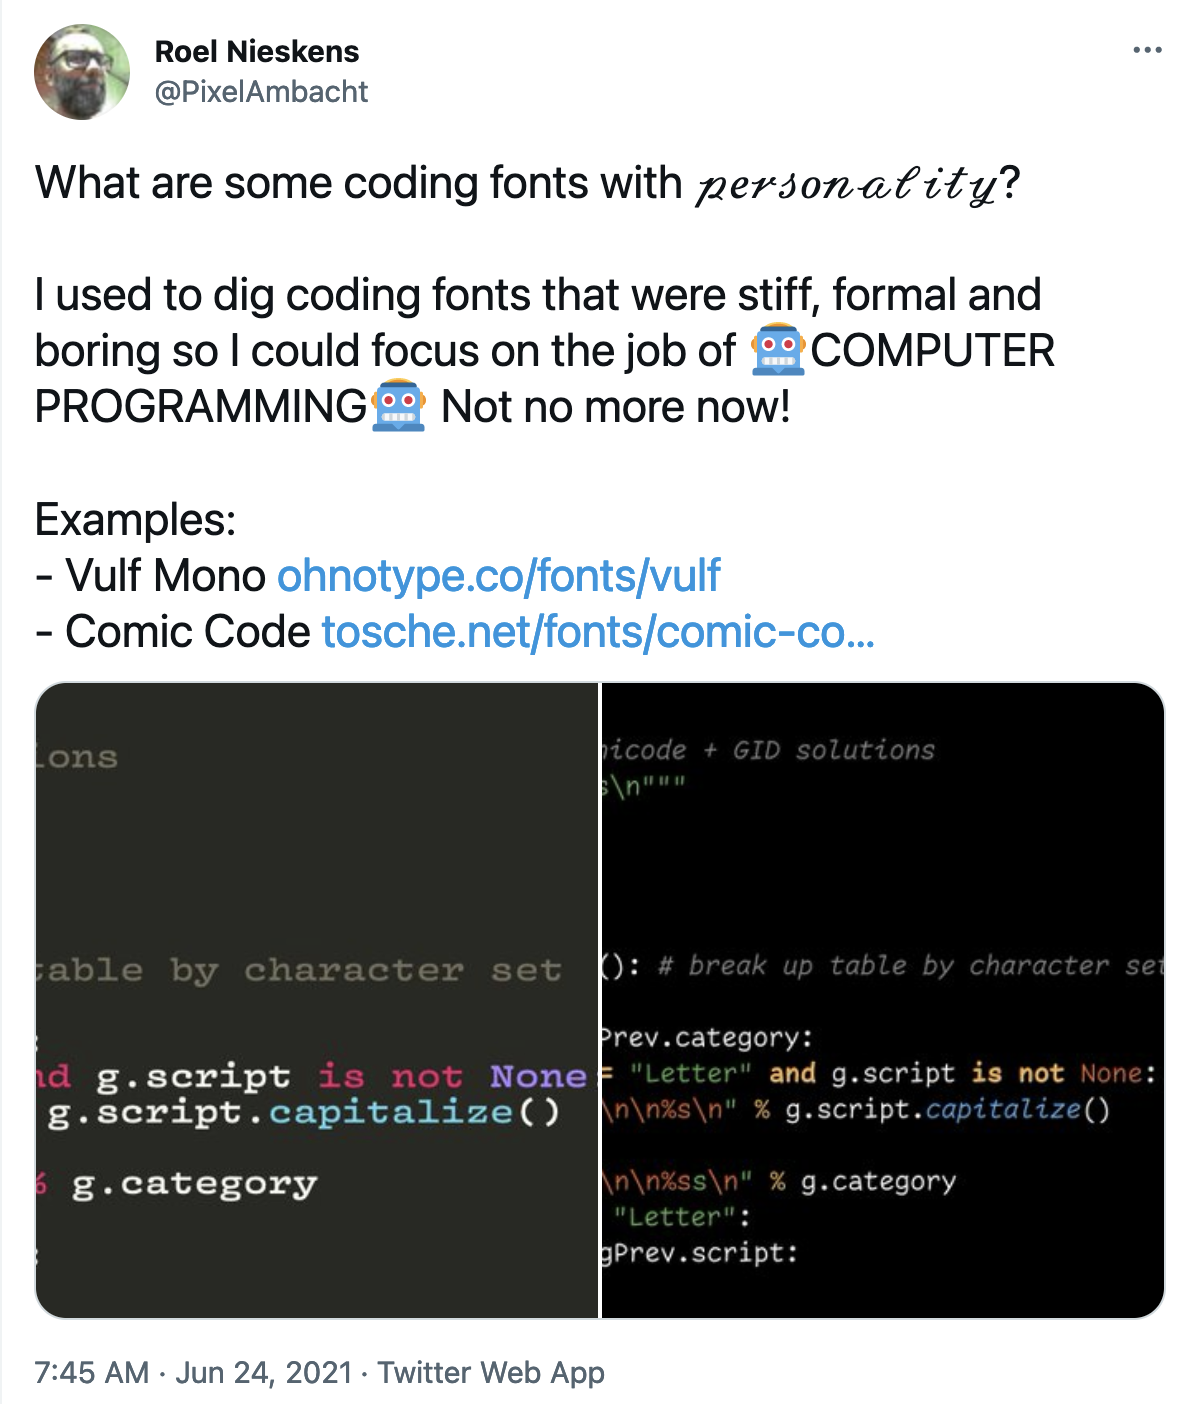 Roel Nieskens
@PixelAmbacht
What are some coding fonts with 𝓅𝑒𝓇𝓈𝑜𝓃𝒶𝓁𝒾𝓉𝓎?
I used to dig coding fonts that were stiff, formal and
boring so I could focus on the job of 🤖COMPUTER
PROGRAMMING🤖 Not no more now!
Examples:
- Vulf Mono ohnotype.co/fonts/vulf
- Comic Code tosche.net/fonts/comic-co…
ions
table by character set
:
nd g.script is not None
g.script.capitalize()
% g.category
:
nicode + GID solutions
s\n"""
(): # break up table by character set
Prev.category:
= "Letter" and g.script is not None:
\n\n%s\n" % g.script.capitalize()
\n\n%ss\n" % g.category
"Letter":
gPrev.script:
7:45 AM · Jun 24, 2021 · Twitter Web App